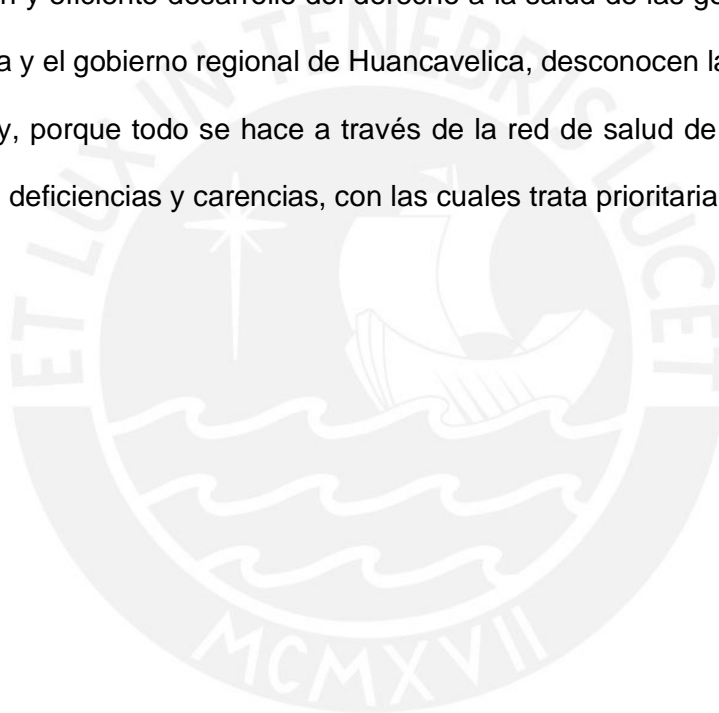 n y eficiente desarrollo del derecho a la salud de las ge
a y el gobierno regional de Huancavelica, desconocen la
y, porque todo se hace a través de la red de salud de
deficiencias y carencias, con las cuales trata prioritaria
ET LUX IN TENEBRIS LUCET
MCMXVII